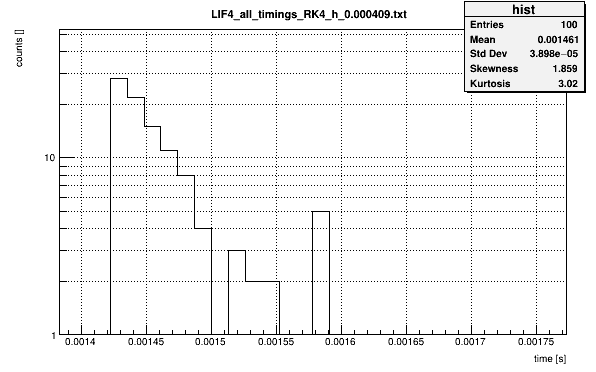 LIF4_all_timings_RK4_h_0.000409.txt
hist
Entries 100
Mean 0.001461
Std Dev 3.898e−05
Skewness 1.859
Kurtosis 3.02
counts []
10
1
0.0014 0.00145 0.0015 0.00155 0.0016 0.00165 0.0017 0.00175
time [s]